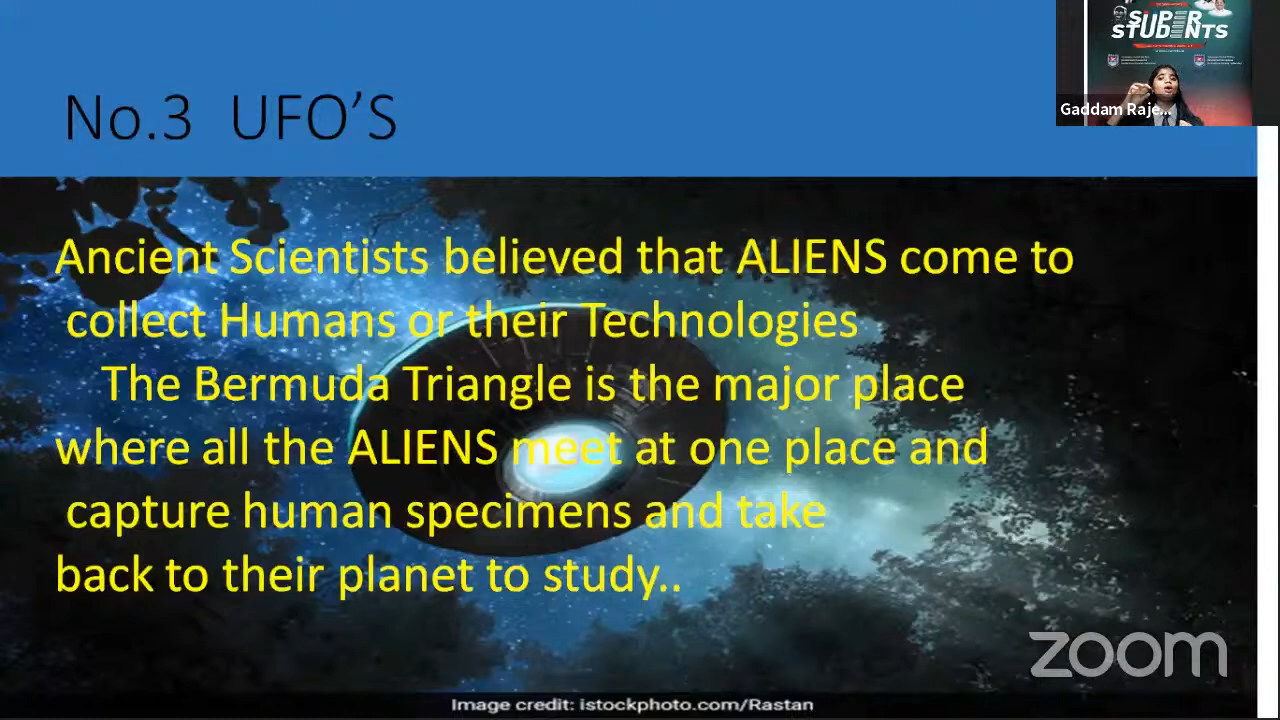 SUPER
STUDENTS
Gaddam Raje...
No.3 UFO’S
Ancient Scientists believed that ALIENS come to
collect Humans or their Technologies
The Bermuda Triangle is the major place
where all the ALIENS meet at one place and
capture human specimens and take
back to their planet to study..
zoom
Image credit: istockphoto.com/Rastan